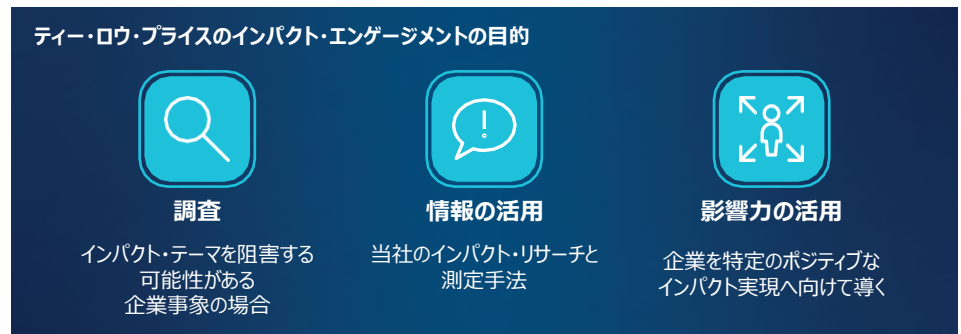 ティー・ロウ・プライスのインパクト・エンゲージメントの目的
調査
インパクト・テーマを阻害する
可能性がある
企業事象の場合
情報の活用
当社のインパクト・リサーチと
測定手法
影響力の活用
企業を特定のポジティブな
インパクト実現へ向けて導く